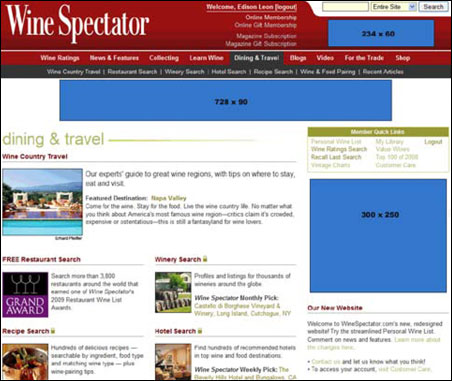 Wine Spectator
Welcome, Edison Leon [logout]
Online Membership
Online Gift Membership
Magazine Subscription
Magazine Gift Subscription
Entire Site
Search
234 x 60
Wine Ratings News & Features Collecting Learn Wine Dining & Travel Blogs Video For the Trade Shop
Wine Country Travel | Restaurant Search | Winery Search | Hotel Search | Recipe Search | Wine & Food Pairing | Recent Articles
728 x 90
dining & travel
Wine Country Travel
Our experts' guide to great wine regions, with tips on where to stay,
eat and visit.
Featured Destination: Napa Valley
Come for the wine. Stay for the food. Live the wine country life. No matter what
you think about America's most famous wine region—critics claim it's crowded,
expensive or ostentatious—this is still a fantasyland for wine lovers.
FREE Restaurant Search
GRAND
AWARD
Search more than 3,800
restaurants around the world that
earned one of Wine Spectator's
2009 Restaurant Wine List
Awards.
Winery Search
Profiles and listings for thousands of
wineries around the globe.
Wine Spectator Monthly Pick:
Castello di Borghese Vineyard &
Winery, Long Island, Cutchogue, NY
Recipe Search
Hundreds of delicious recipes —
searchable by ingredient, food type
and matching wine type — plus
wine-pairing tips.
Hotel Search
Find hundreds of recommended hotels
in top wine and food destinations.
Wine Spectator Weekly Pick: The
Beverly Hills Hotel and Bungalows, CA
Member Quick Links
Personal Wine List My Library Logout
Wine Ratings Search Value Wines
Recall Last Search Top 100 of 2008
Vintage Charts Customer Care
300 x 250
Our New Website
Welcome to WineSpectator.com's new, redesigned
website! Try the streamlined Personal Wine List.
Comment on news and features. Learn more about
the changes here.
• Contact us and let us know what you think!
• To access your account, visit Customer Care.